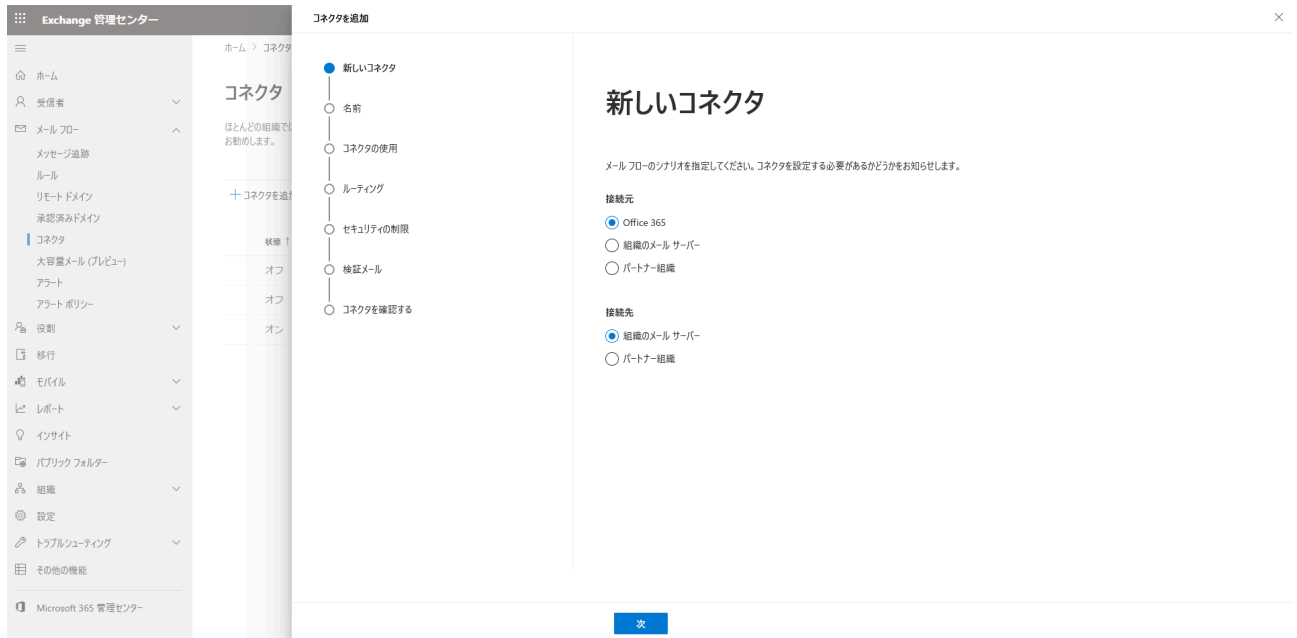 Exchange 管理センター
ホーム
受信者
メール フロー
メッセージ追跡
ルール
リモート ドメイン
承認済みドメイン
コネクタ
大容量メール (プレビュー)
アラート
アラート ポリシー
役割
移行
モバイル
レポート
インサイト
パブリック フォルダー
組織
設定
トラブルシューティング
その他の機能
Microsoft 365 管理センター
ホーム > コネクタ
コネクタ
ほとんどの組織では
お勧めします。
+ コネクタを追加
状態 ↑
オフ
オフ
オン
コネクタを追加
新しいコネクタ
名前
コネクタの使用
ルーティング
セキュリティの制限
検証メール
コネクタを確認する
新しいコネクタ
メール フローのシナリオを指定してください。コネクタを設定する必要があるかどうかをお知らせします。
接続元
Office 365
組織のメール サーバー
パートナー組織
接続先
組織のメール サーバー
パートナー組織
次